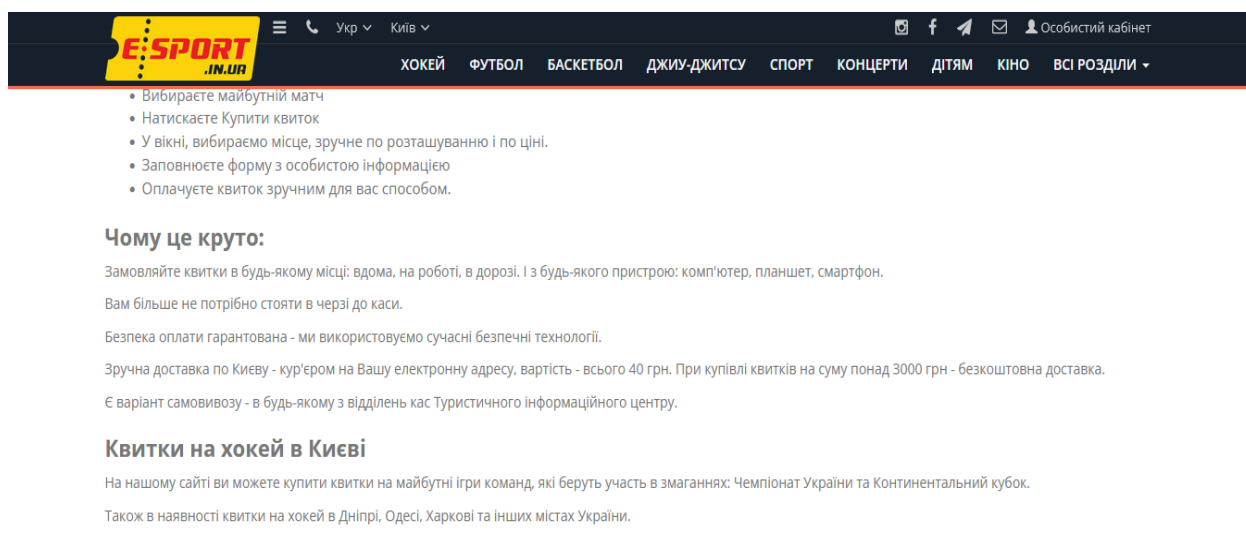 E:SPORT
.IN.UA
Укр
Київ
Особистий кабінет
ХОКЕЙ ФУТБОЛ БАСКЕТБОЛ ДЖИУ-ДЖИТСУ СПОРТ КОНЦЕРТИ ДІТЯМ КІНО ВСІ РОЗДІЛИ
• Вибираєте майбутній матч
• Натискаєте Купити квиток
• У вікні, вибираємо місце, зручне по розташуванню і по ціні.
• Заповнюєте форму з особистою інформацією
• Оплачуєте квиток зручним для вас способом.
Чому це круто:
Замовляйте квитки в будь-якому місці: вдома, на роботі, в дорозі. І з будь-якого пристрою: комп'ютер, планшет, смартфон.
Вам більше не потрібно стояти в черзі до каси.
Безпека оплати гарантована - ми використовуємо сучасні безпечні технології.
Зручна доставка по Києву - кур'єром на Вашу електронну адресу, вартість - всього 40 грн. При купівлі квитків на суму понад 3000 грн - безкоштовна доставка.
Є варіант самовивозу - в будь-якому з відділень кас Туристичного інформаційного центру.
Квитки на хокей в Києві
На нашому сайті ви можете купити квитки на майбутні ігри команд, які беруть участь в змаганнях: Чемпіонат України та Континентальний кубок.
Також в наявності квитки на хокей в Дніпрі, Одесі, Харкові та інших містах України.